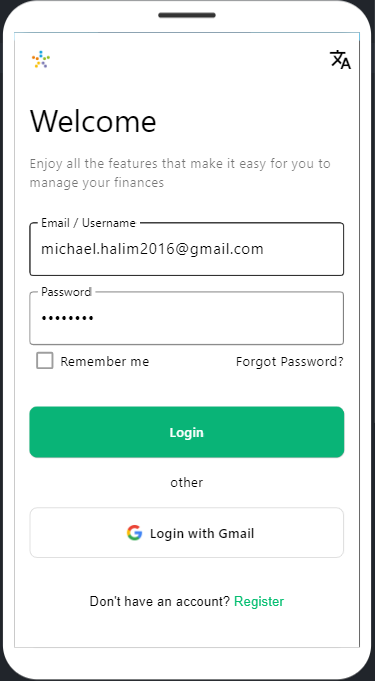 Welcome
Enjoy all the features that make it easy for you to
manage your finances
Email / Username
michael.halim2016@gmail.com
Password
••••••••
Remember me
Forgot Password?
Login
other
Login with Gmail
Don't have an account? Register